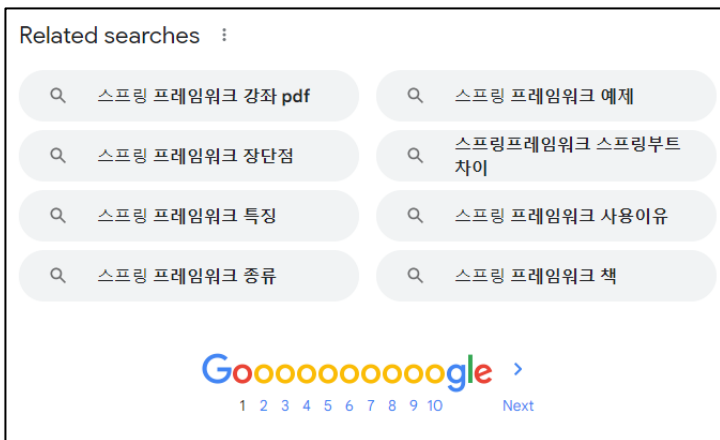 Related searches
스프링 프레임워크 강좌 pdf
스프링 프레임워크 예제
스프링 프레임워크 장단점
스프링프레임워크 스프링부트
차이
스프링 프레임워크 특징
스프링 프레임워크 사용이유
스프링 프레임워크 종류
스프링 프레임워크 책
Goooooooooogle
1 2 3 4 5 6 7 8 9 10 Next